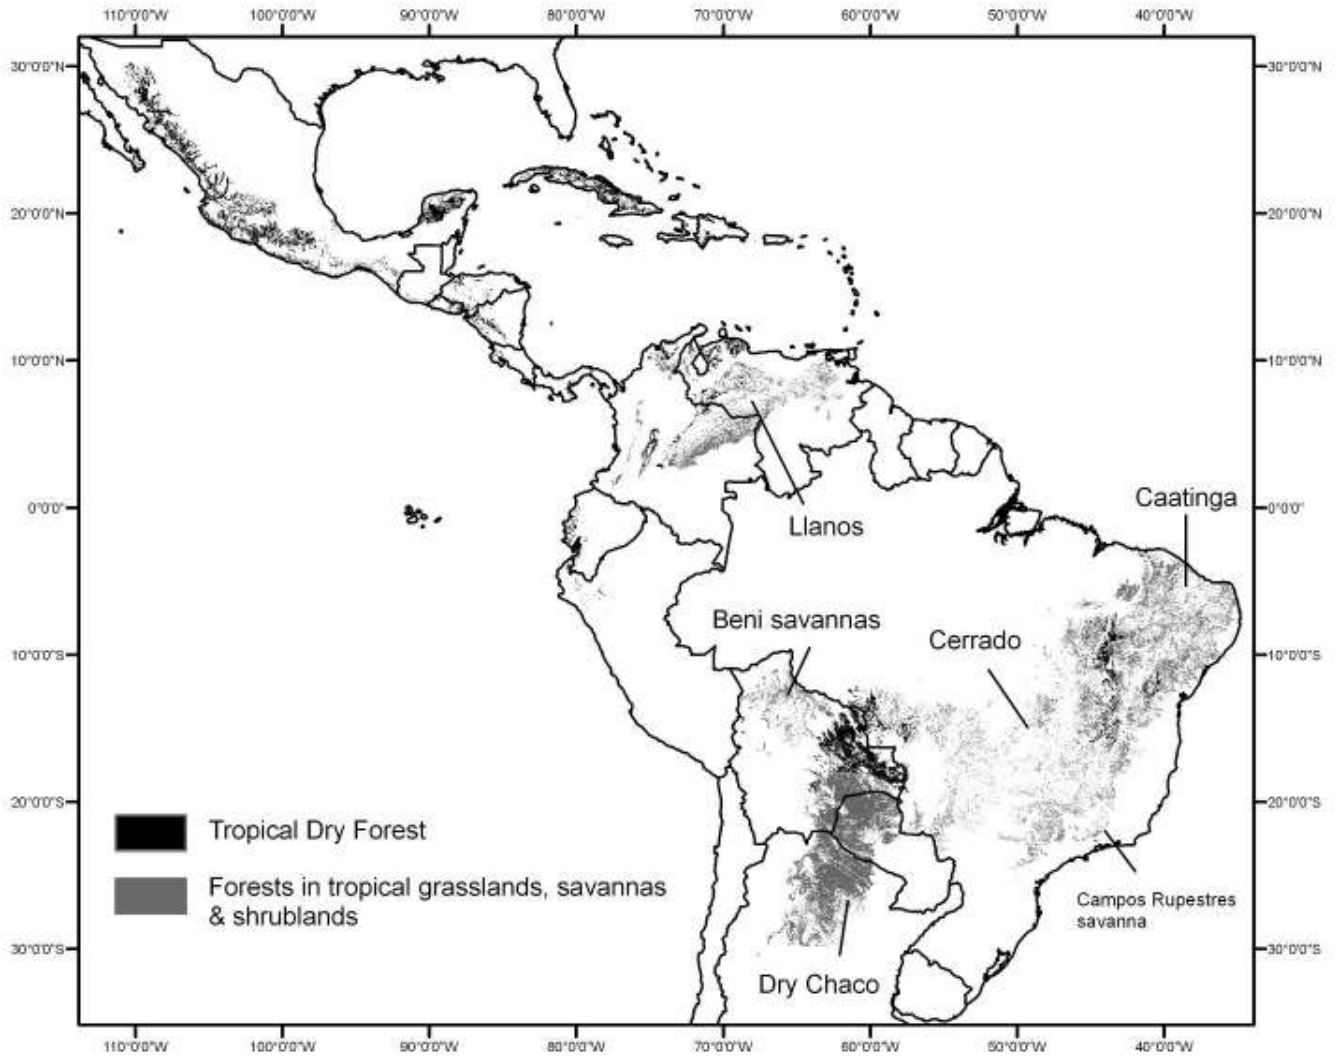 110°0'0"W 100°0'0"W 90°0'0"W 80°0'0"W 70°0'0"W 60°0'0"W 50°0'0"W 40°0'0"W
30°0'0"N 30°0'0"N
20°0'0"N 20°0'0"N
10°0'0"N 10°0'0"N
Caatinga
0°0'0" 0°0'0"
Llanos
Beni savannas
Cerrado
10°0'0"S 10°0'0"S
20°0'0"S 20°0'0"S
Tropical Dry Forest
Forests in tropical grasslands, savannas
& shrublands
Campos Rupestres
savanna
30°0'0"S 30°0'0"S
Dry Chaco
110°0'0"W 100°0'0"W 90°0'0"W 80°0'0"W 70°0'0"W 60°0'0"W 50°0'0"W 40°0'0"W